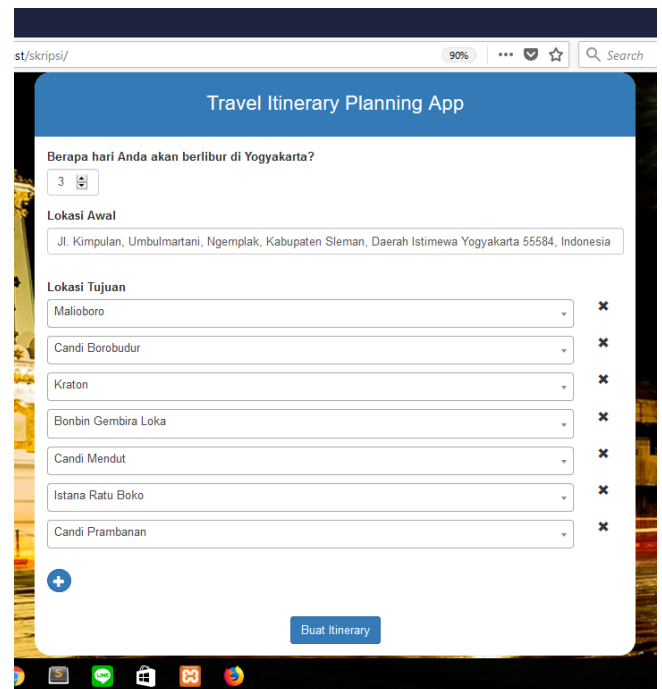 st/skripsi/
90%
Search
Travel Itinerary Planning App
Berapa hari Anda akan berlibur di Yogyakarta?
3
Lokasi Awal
Jl. Kimpulan, Umbulmartani, Ngemplak, Kabupaten Sleman, Daerah Istimewa Yogyakarta 55584, Indonesia
Lokasi Tujuan
Malioboro
Candi Borobudur
Kraton
Bonbin Gembira Loka
Candi Mendut
Istana Ratu Boko
Candi Prambanan
Buat Itinerary
S
LINE